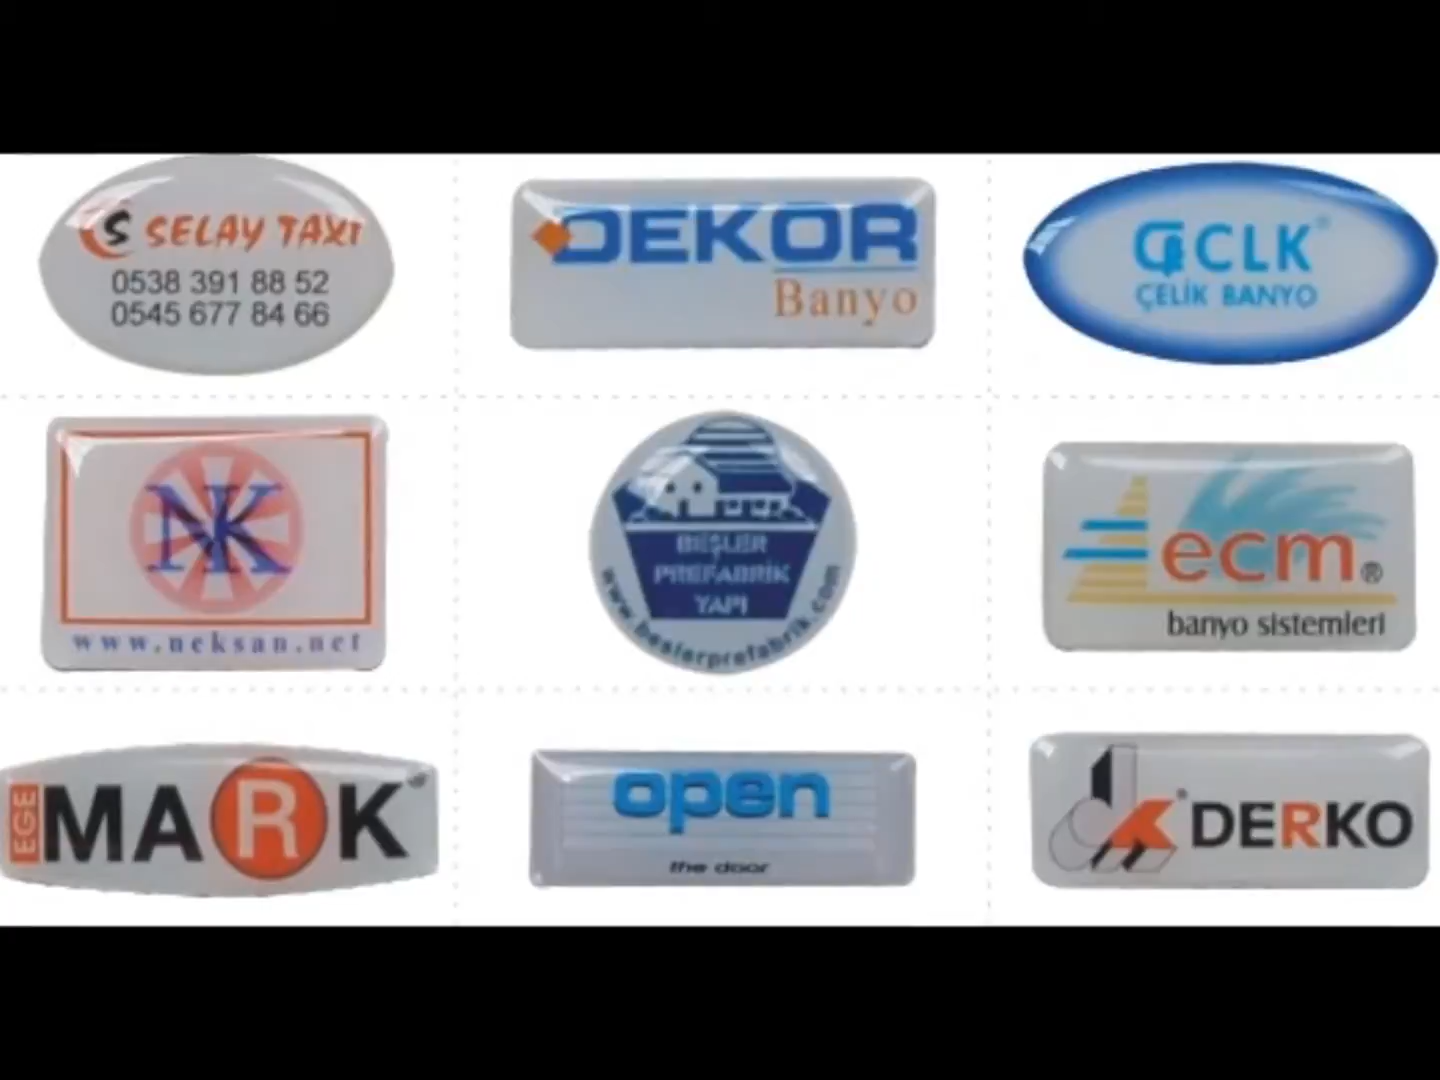 S SELAY TAXI
0538 391 88 52
0545 677 84 66
DEKOR
Banyo
CLK®
ÇELİK BANYO
NK
www.neksan.net
BEŞLER
PREFABRİK
YAPI
www.beslerprefabrik.com
ecm®
banyo sistemleri
EGE MARK
open
the door
DERKO